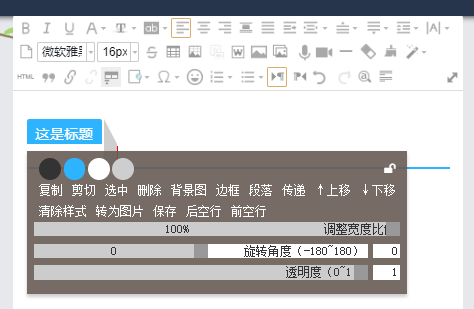 B I U A T ab
微软雅黑 16px
HTML
这是标题
复制 剪切 选中 删除 背景图 边框 段落 传递 ↑上移 ↓下移
清除样式 转为图片 保存 后空行 前空行
100% 调整宽度比
0 旋转角度（-180~180） 0
透明度（0~1 1